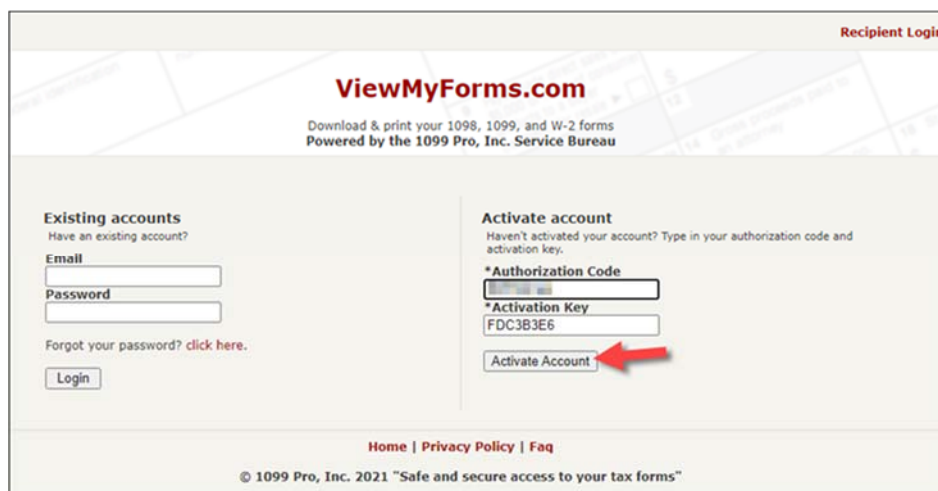 Recipient Login
ViewMyForms.com
Download & print your 1098, 1099, and W-2 forms
Powered by the 1099 Pro, Inc. Service Bureau
Existing accounts
Have an existing account?
Email
Password
Forgot your password? click here.
Login
Activate account
Haven't activated your account? Type in your authorization code and
activation key.
*Authorization Code
*Activation Key
FDC3B3E6
Activate Account
Home | Privacy Policy | Faq
© 1099 Pro, Inc. 2021 "Safe and secure access to your tax forms"